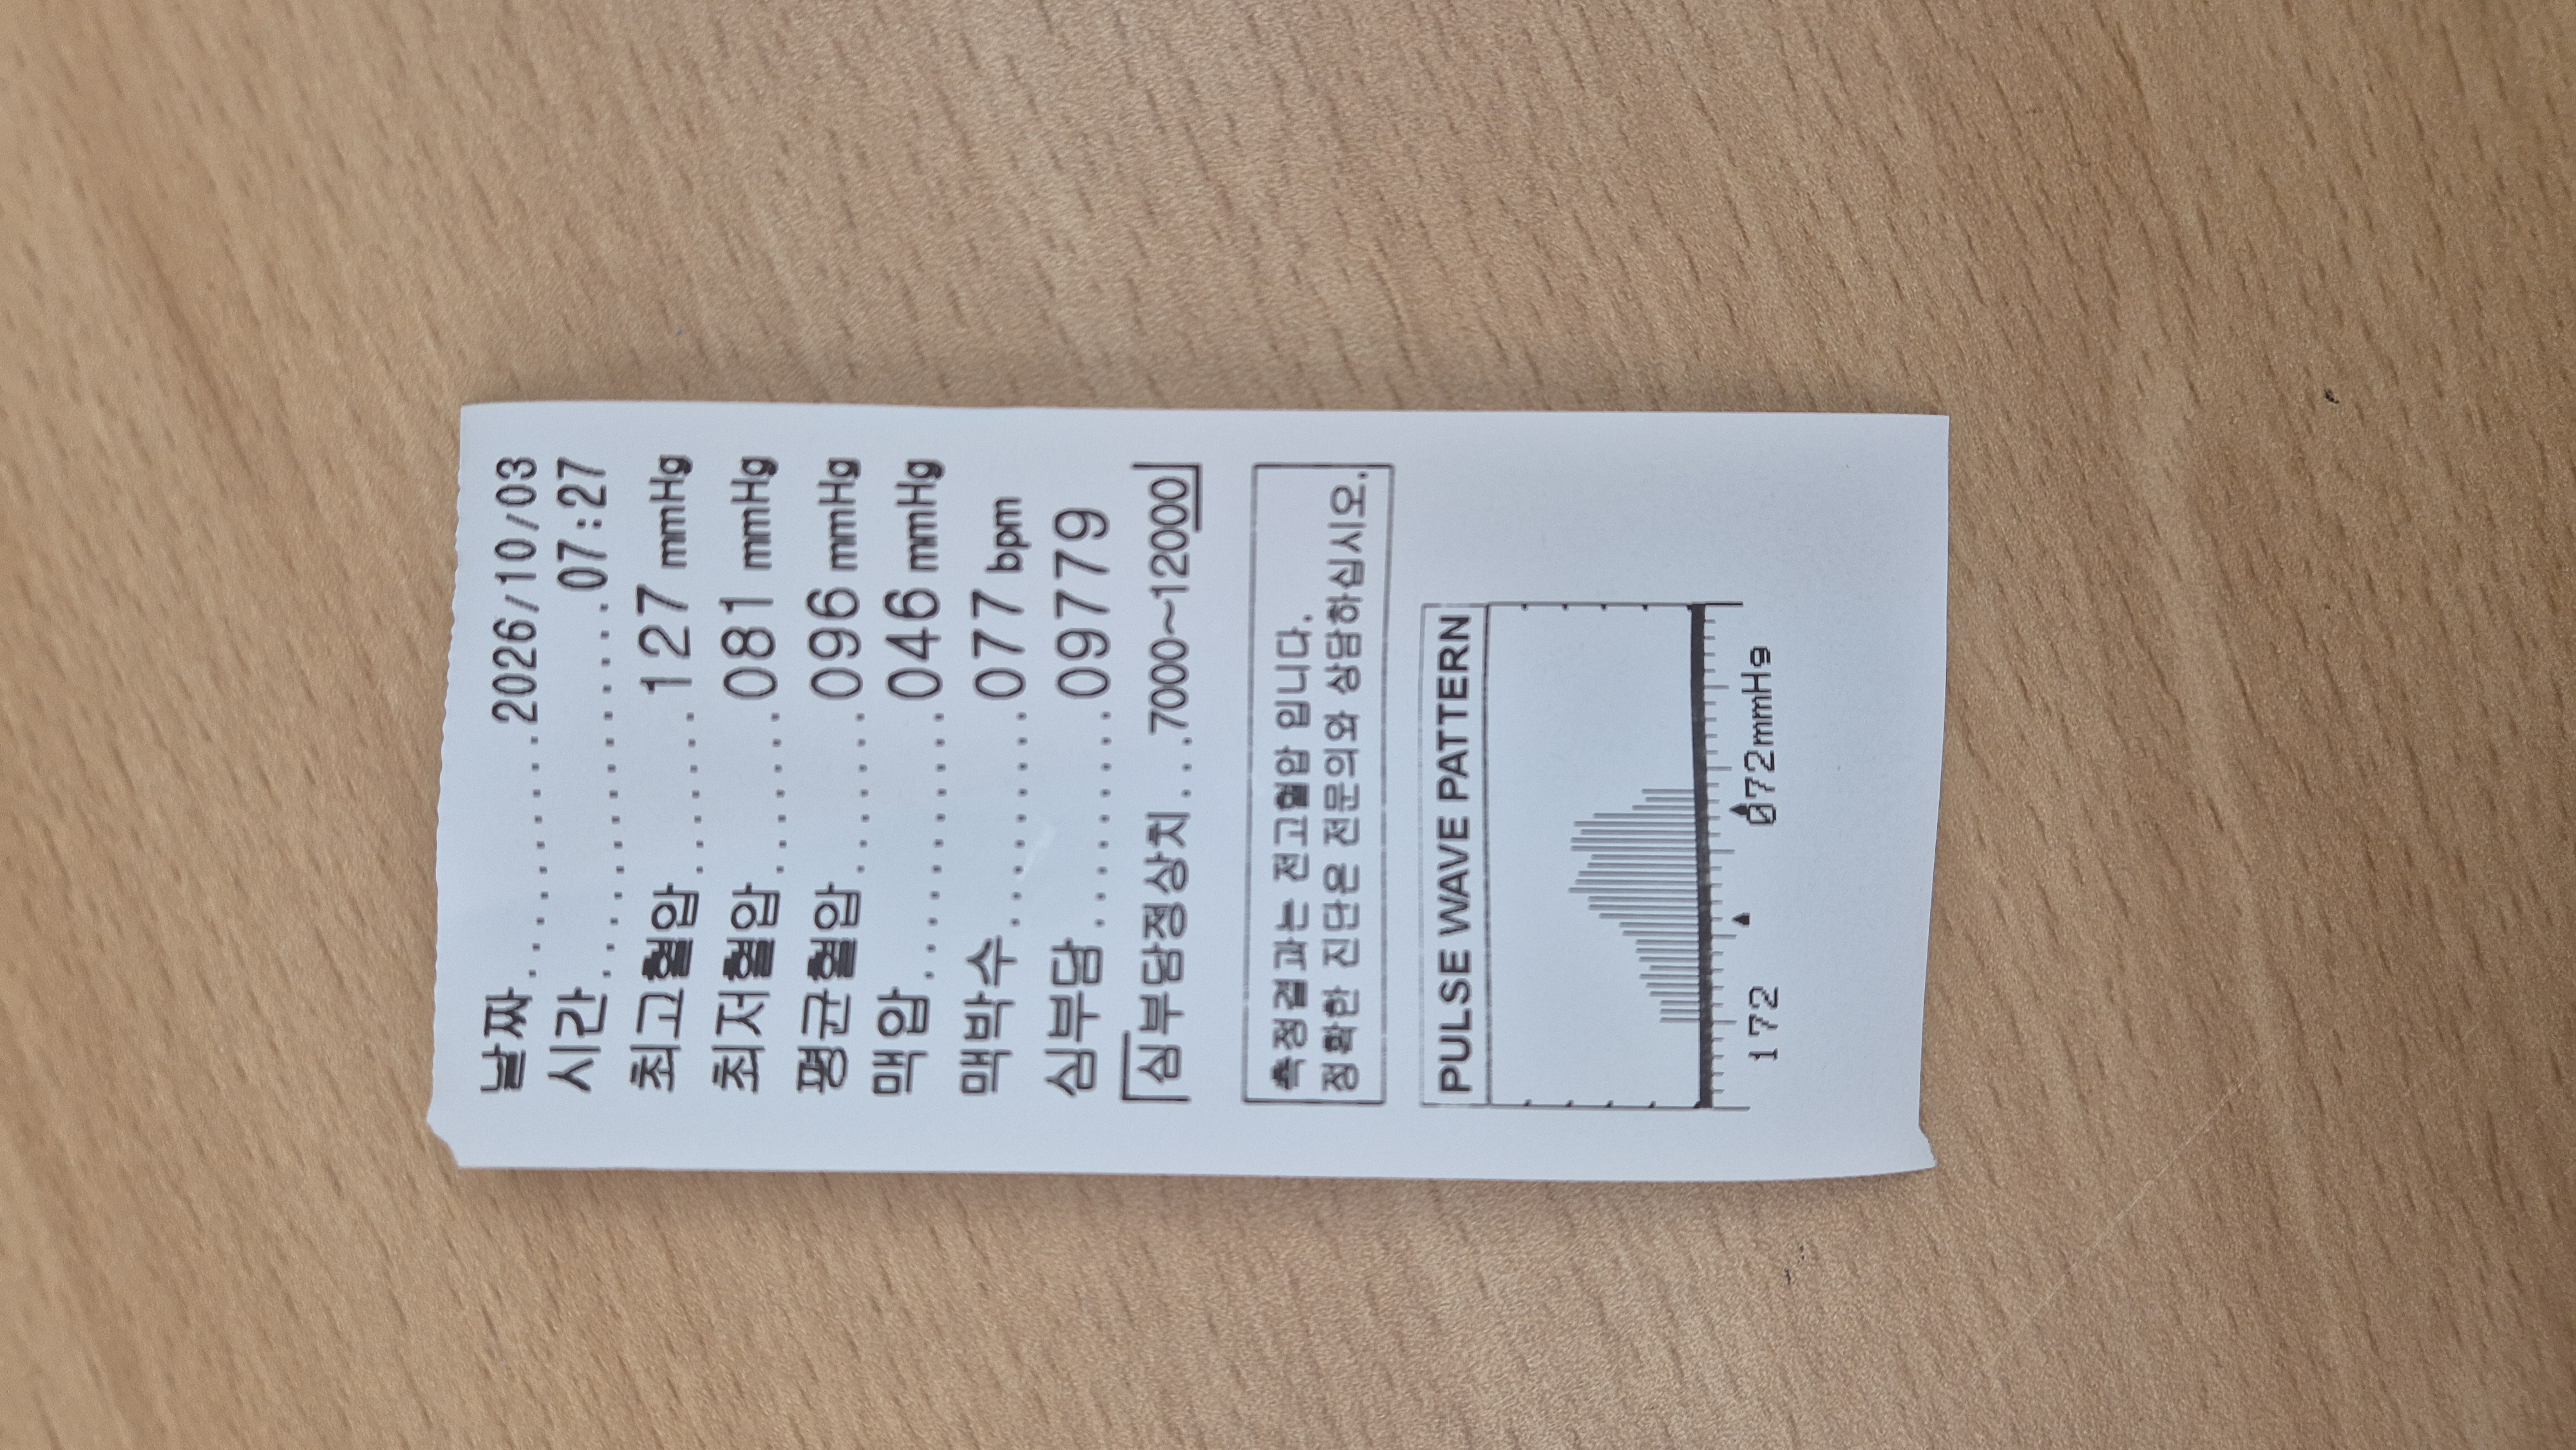 날짜..............2026/10/03
시간....................07:27
최고혈압.......... 127 mmHg
최저혈압..........081 mmHg
평균혈압..........096 mmHg
맥압..............046 mmHg
맥박수............077 bpm
심부담............09779
심부담정상치....7000~12000
측정결과는 전고혈압 입니다.
정확한 진단은 전문의와 상담하십시오.
PULSE WAVE PATTERN
172 072mmHg